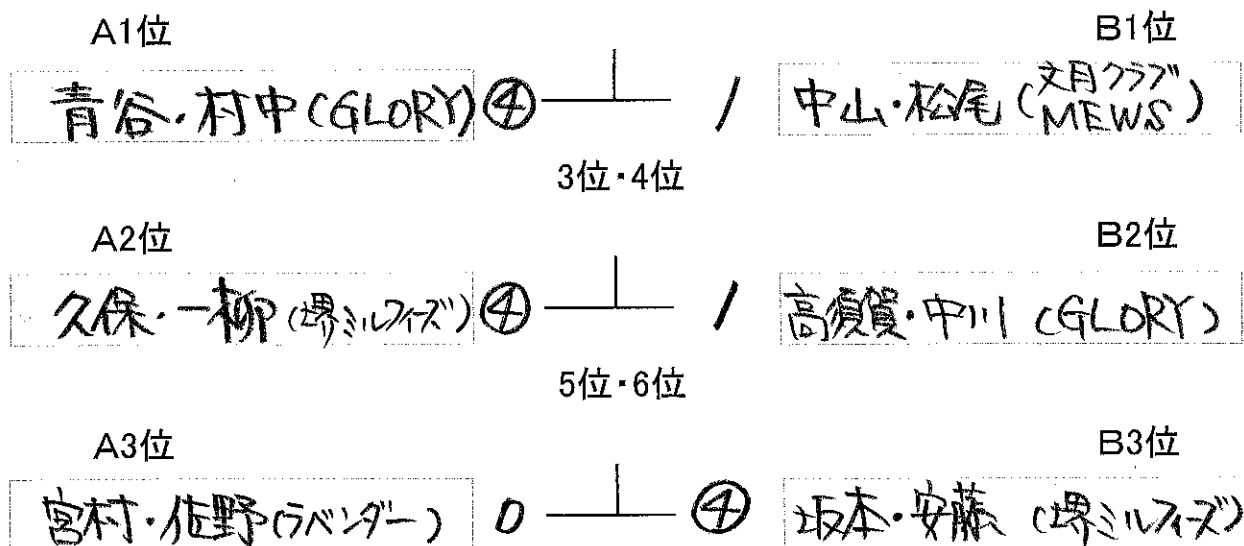 A1位 B1位
青谷・村中(GLORY) ④ 1 中山・松尾(文月クラブ MEWS)
3位・4位
A2位 B2位
久保・一柳(堺ミルフィーズ) ④ 1 高須賀・中川 (GLORY)
5位・6位
A3位 B3位
宮村・佐野(ラベンダー) 0 ④ 坂本・安藤 (堺ミルフィーズ)